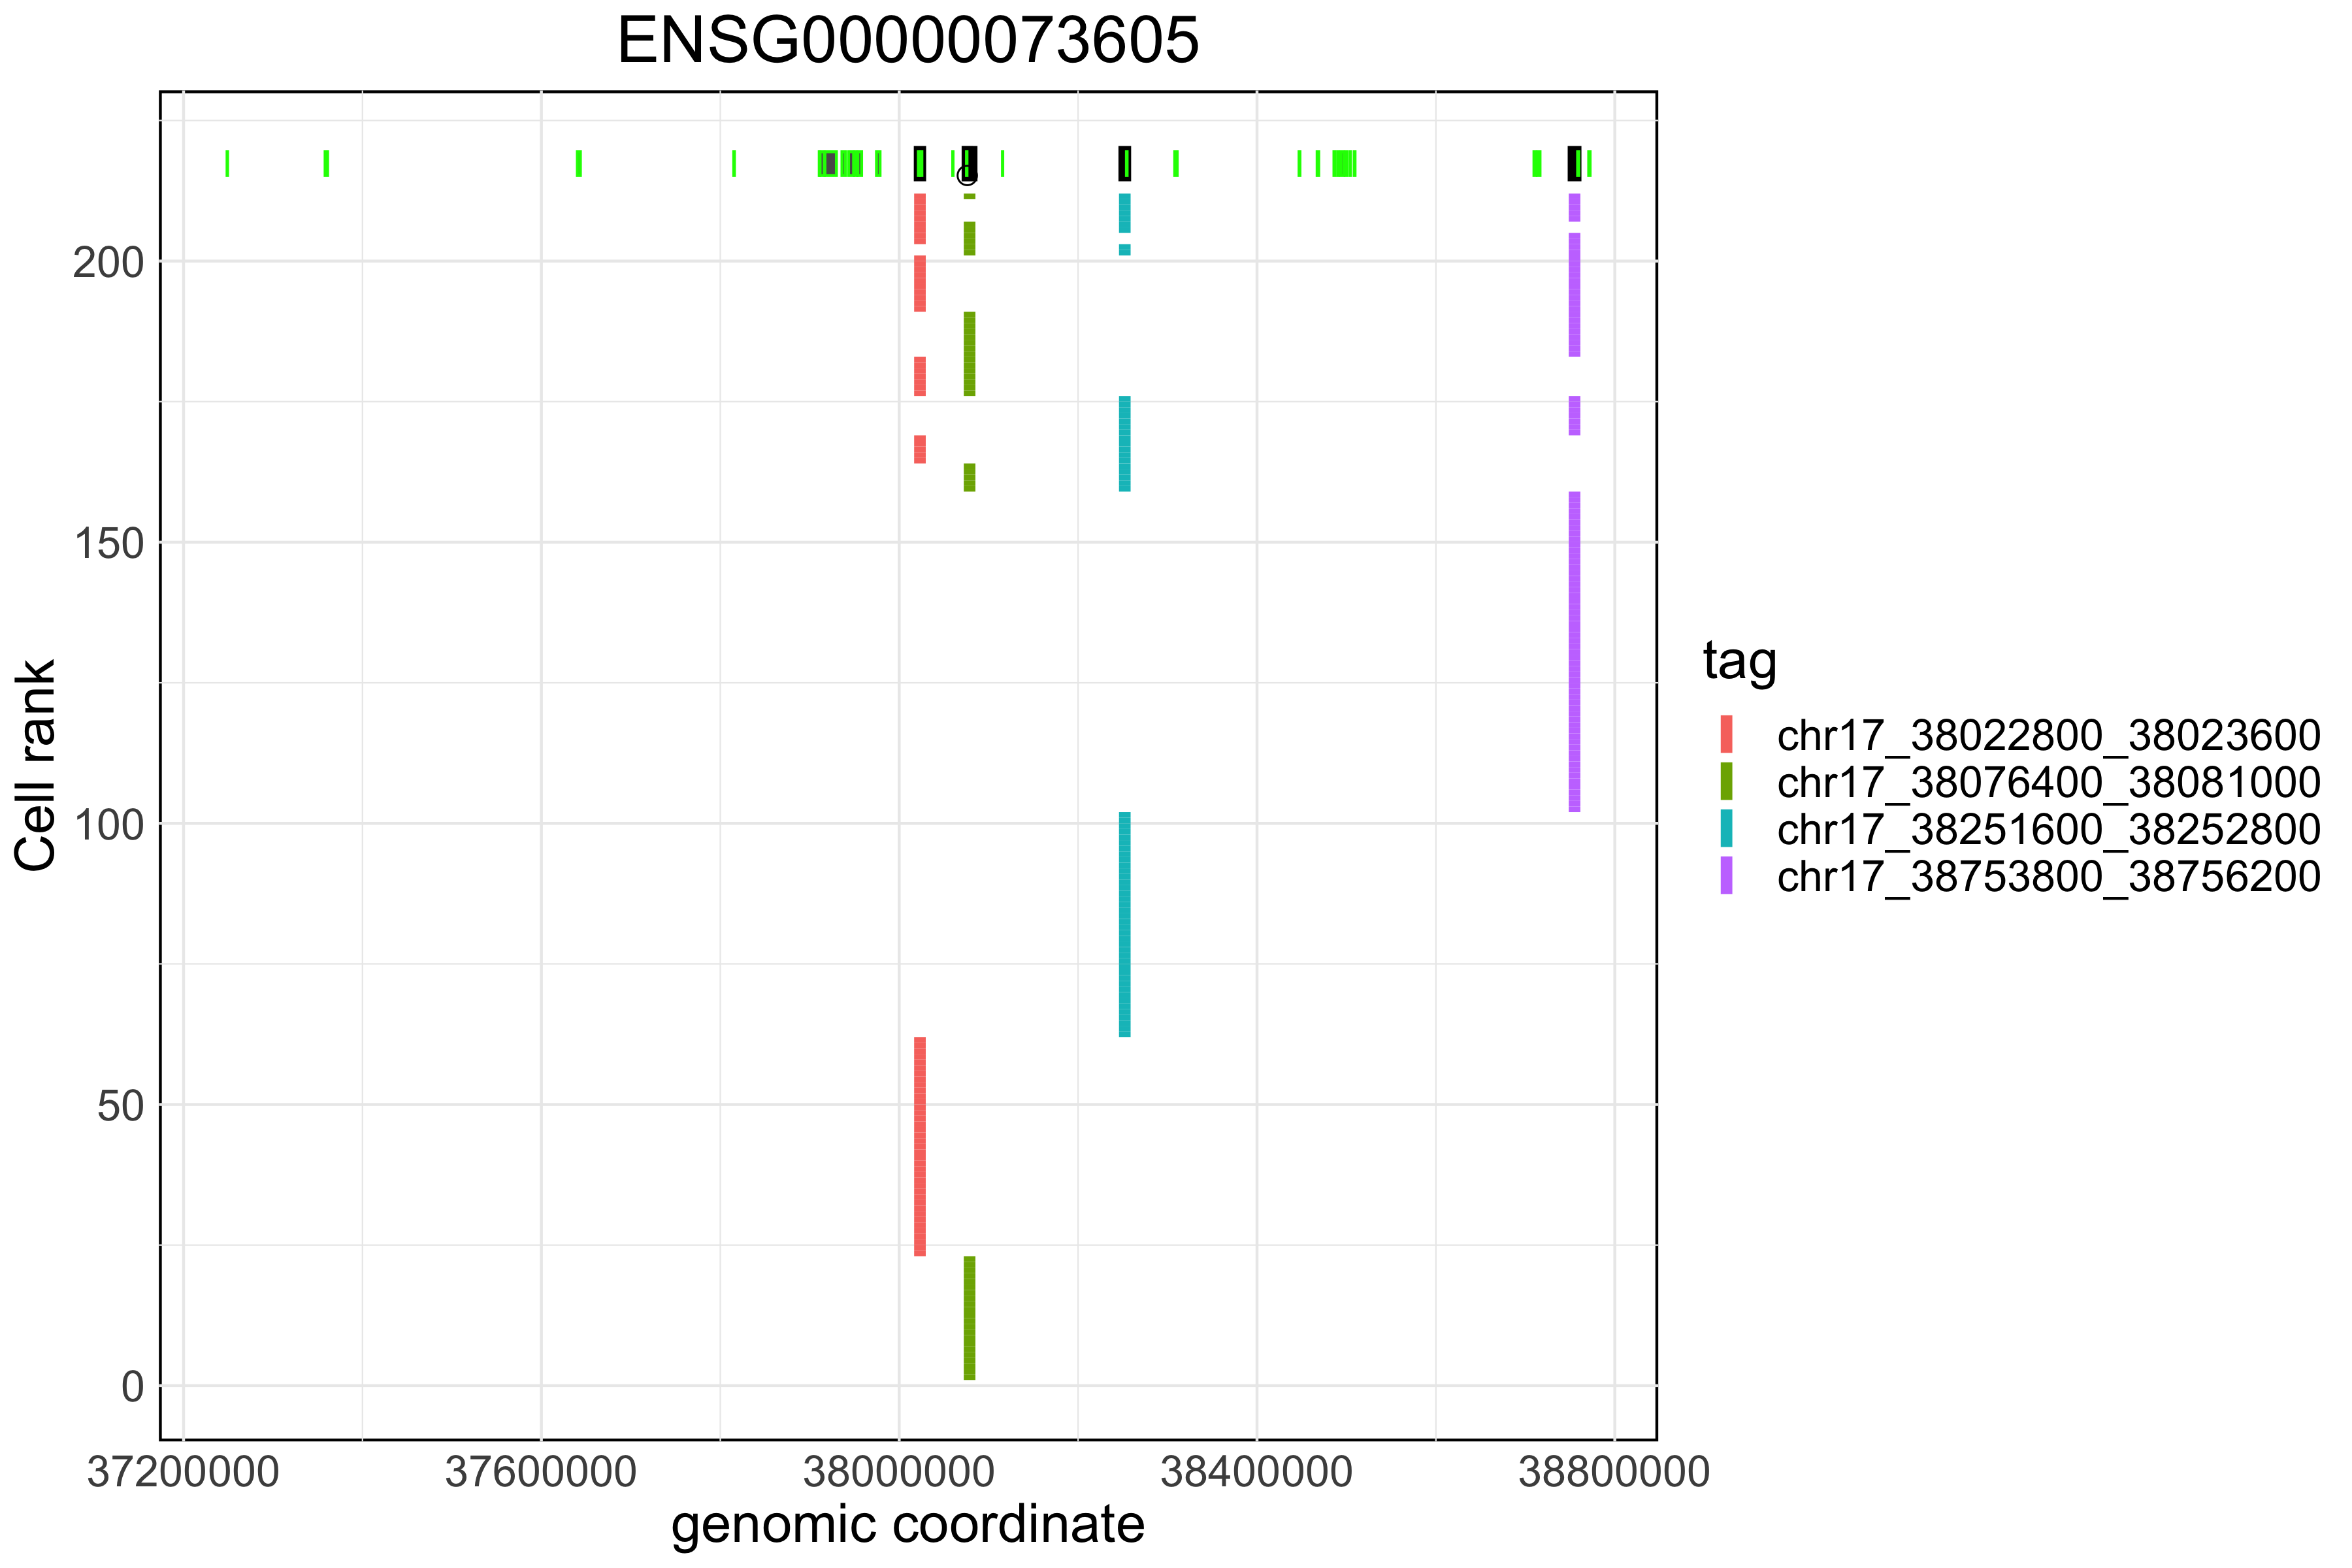 ENSG00000073605
Cell rank
200
150
100
50
0
37200000 37600000 38000000 38400000 38800000
genomic coordinate
tag
chr17_38022800_38023600
chr17_38076400_38081000
chr17_38251600_38252800
chr17_38753800_38756200